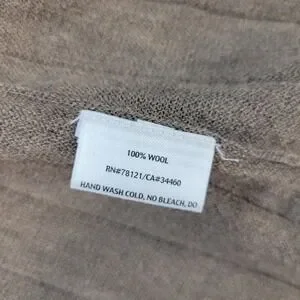 100% WOOL
RN#78121/CA#34460
HAND WASH COLD, NO BLEACH, DO